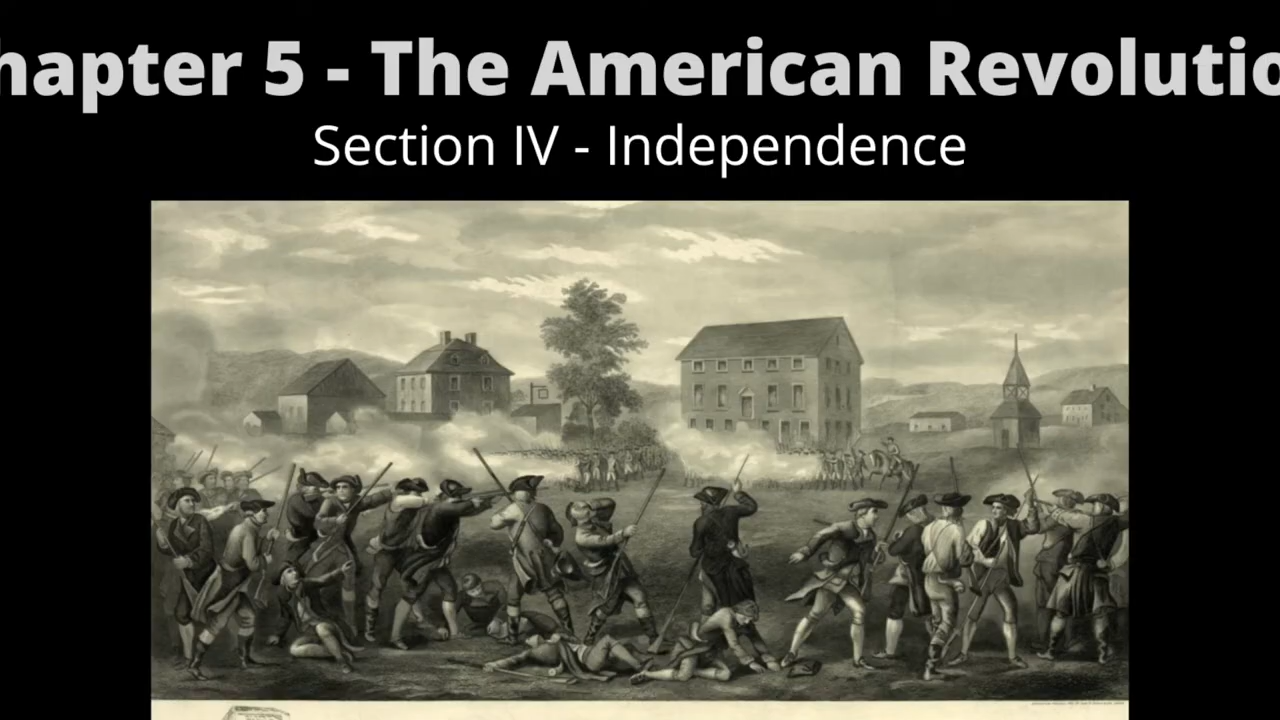 hapter 5 - The American Revolutio
Section IV - Independence